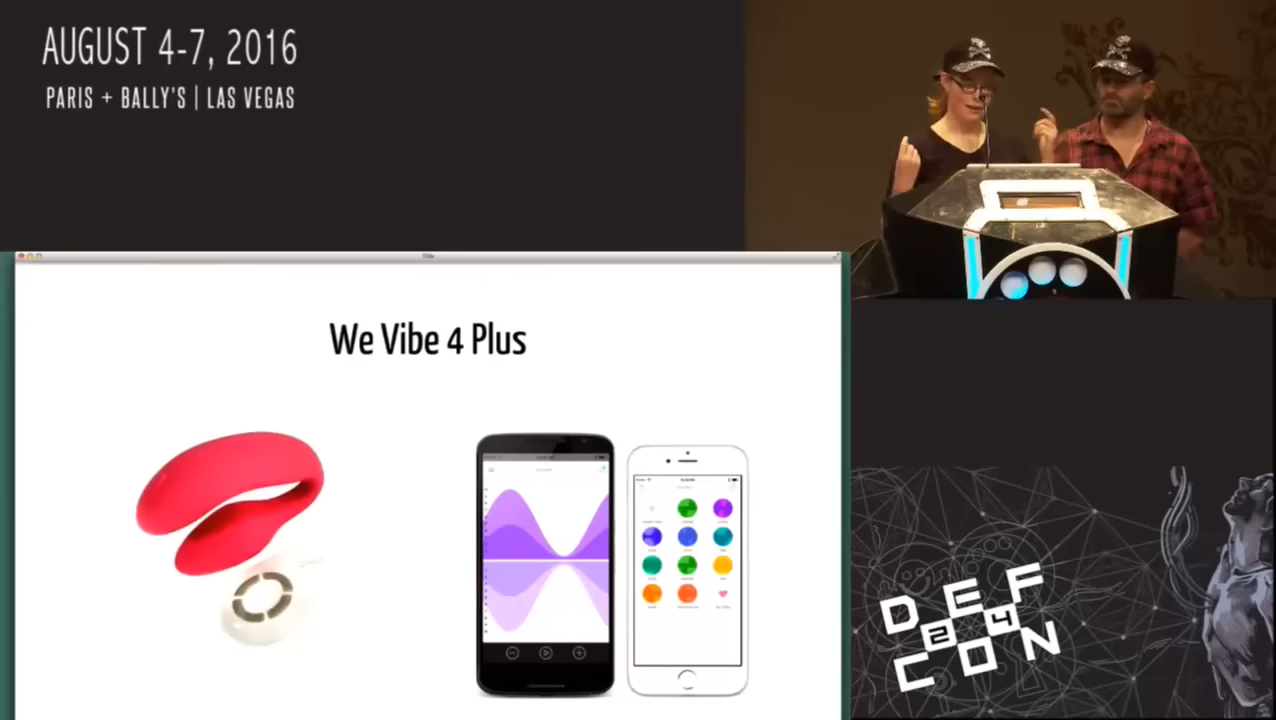 AUGUST 4-7, 2016
PARIS + BALLY'S | LAS VEGAS
We Vibe 4 Plus
DEF
24
CON